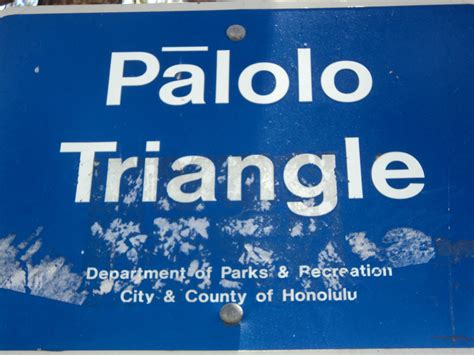 Pālolo
Triangle
Department of Parks & Recreation
City & County of Honolulu